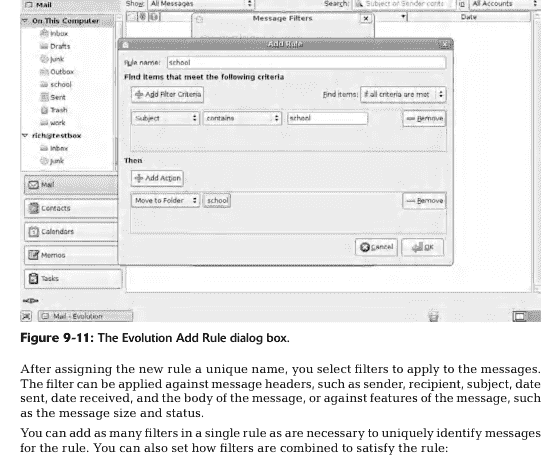 Mail
Show: All Messages
Search: Subject or Sender conta
in All Accounts
On This Computer
Message Filters
Date
Inbox
Drafts
Junk
Outbox
school
Sent
Trash
work
rich@testbox
Inbox
Junk
Mail
Contacts
Calendars
Memos
Tasks
Add Rule
Rule name: school
Find items that meet the following criteria
Add Filter Criteria
Find items: If all criteria are met
Subject contains school Remove
Then
Add Action
Move to Folder school Remove
Cancel OK
Mail - Evolution
Figure 9-11: The Evolution Add Rule dialog box.
After assigning the new rule a unique name, you select filters to apply to the messages.
The filter can be applied against message headers, such as sender, recipient, subject, date
sent, date received, and the body of the message, or against features of the message, such
as the message size and status.
You can add as many filters in a single rule as are necessary to uniquely identify messages
for the rule. You can also set how filters are combined to satisfy the rule: